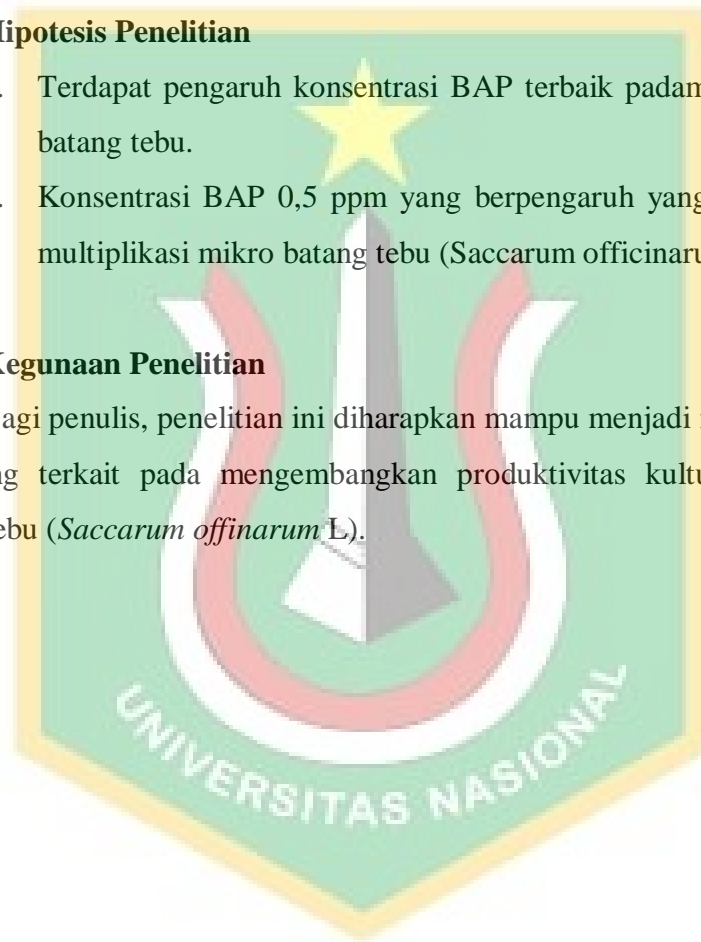 Hipotesis Penelitian
. Terdapat pengaruh konsentrasi BAP terbaik padam
batang tebu.
. Konsentrasi BAP 0,5 ppm yang berpengaruh yang
multiplikasi mikro batang tebu (Saccarum officinaru
Kegunaan Penelitian
agi penulis, penelitian ini diharapkan mampu menjadi
ng terkait pada mengembangkan produktivitas kultu
ebu (Saccarum offinarum L).
UNIVERSITAS NASIONAL